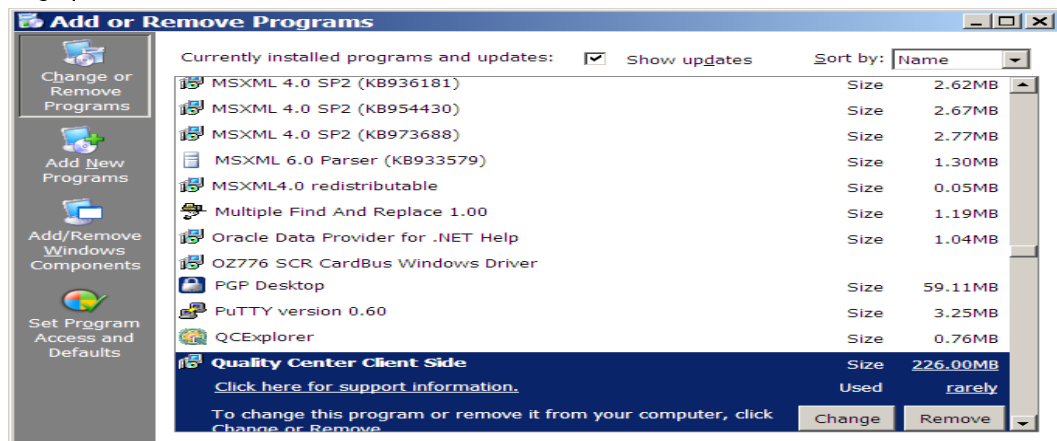 Add or Remove Programs
Change or
Remove
Programs
Add New
Programs
Add/Remove
Windows
Components
Set Program
Access and
Defaults
Currently installed programs and updates: Show updates Sort by: Name
MSXML 4.0 SP2 (KB936181) Size 2.62MB
MSXML 4.0 SP2 (KB954430) Size 2.67MB
MSXML 4.0 SP2 (KB973688) Size 2.77MB
MSXML 6.0 Parser (KB933579) Size 1.30MB
MSXML4.0 redistributable Size 0.05MB
Multiple Find And Replace 1.00 Size 1.19MB
Oracle Data Provider for .NET Help Size 1.04MB
OZ776 SCR CardBus Windows Driver
PGP Desktop Size 59.11MB
PuTTY version 0.60 Size 3.25MB
QCExplorer Size 0.76MB
Quality Center Client Side Size 226.00MB
Click here for support information. Used rarely
To change this program or remove it from your computer, click
Change or Remove
Change Remove